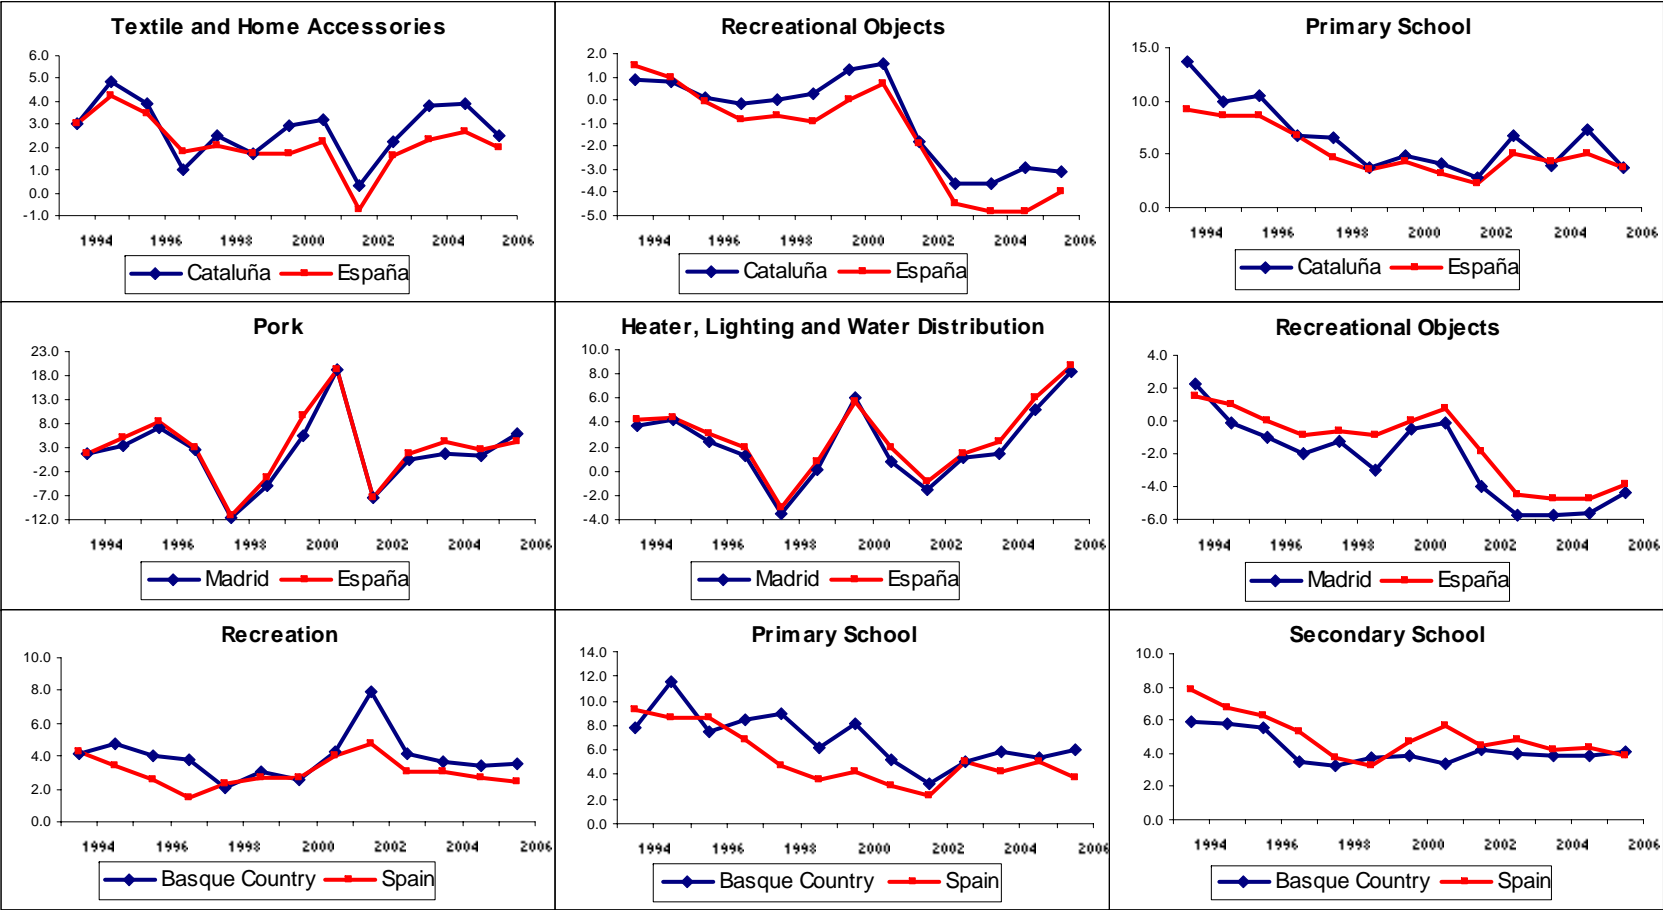 Textile and Home Accessories
6.0
5.0
4.0
3.0
2.0
1.0
0.0
-1.0
1994 1996 1998 2000 2002 2004 2006
Cataluña España
Recreational Objects
2.0
1.0
0.0
-1.0
-2.0
-3.0
-4.0
-5.0
1994 1996 1998 2000 2002 2004 2006
Cataluña España
Primary School
15.0
10.0
5.0
0.0
1994 1996 1998 2000 2002 2004 2006
Cataluña España
Pork
23.0
18.0
13.0
8.0
3.0
-2.0
-7.0
-12.0
1994 1996 1998 2000 2002 2004 2006
Madrid España
Heater, Lighting and Water Distribution
10.0
8.0
6.0
4.0
2.0
0.0
-2.0
-4.0
1994 1996 1998 2000 2002 2004 2006
Madrid España
Recreational Objects
4.0
2.0
0.0
-2.0
-4.0
-6.0
1994 1996 1998 2000 2002 2004 2006
Madrid España
Recreation
10.0
8.0
6.0
4.0
2.0
0.0
1994 1996 1998 2000 2002 2004 2006
Basque Country Spain
Primary School
14.0
12.0
10.0
8.0
6.0
4.0
2.0
0.0
1994 1996 1998 2000 2002 2004 2006
Basque Country Spain
Secondary School
10.0
8.0
6.0
4.0
2.0
0.0
1994 1996 1998 2000 2002 2004 2006
Basque Country Spain